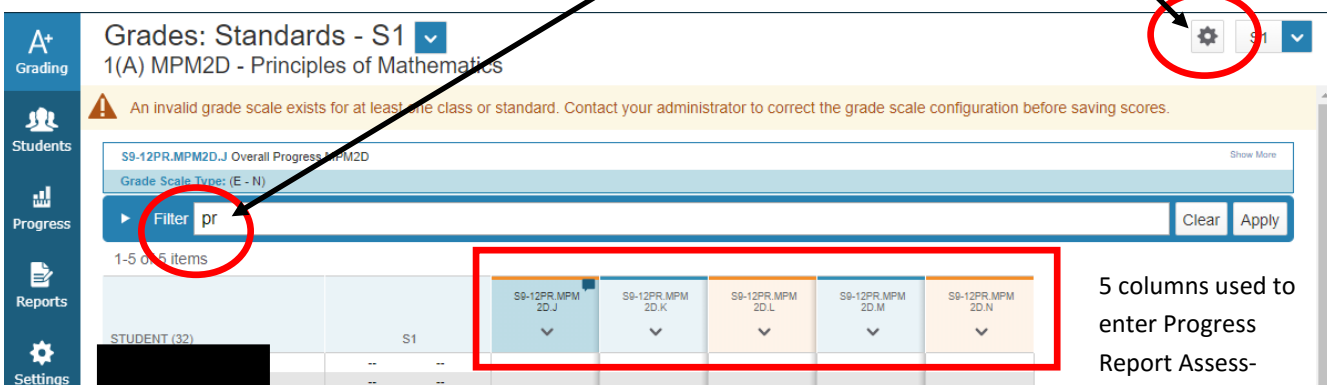 A+
Grading
Students
Progress
Reports
Settings
Grades: Standards - S1
1(A) MPM2D - Principles of Mathematics
S1
An invalid grade scale exists for at least one class or standard. Contact your administrator to correct the grade scale configuration before saving scores.
S9-12PR.MPM2D.J Overall Progress MPM2D
Show More
Grade Scale Type: (E - N)
Filter pr
Clear Apply
1-5 of 5 items
STUDENT (32)
S1
S9-12PR.MPM
2D.J
S9-12PR.MPM
2D.K
S9-12PR.MPM
2D.L
S9-12PR.MPM
2D.M
S9-12PR.MPM
2D.N
-- --
-- --
5 columns used to
enter Progress
Report Assess-